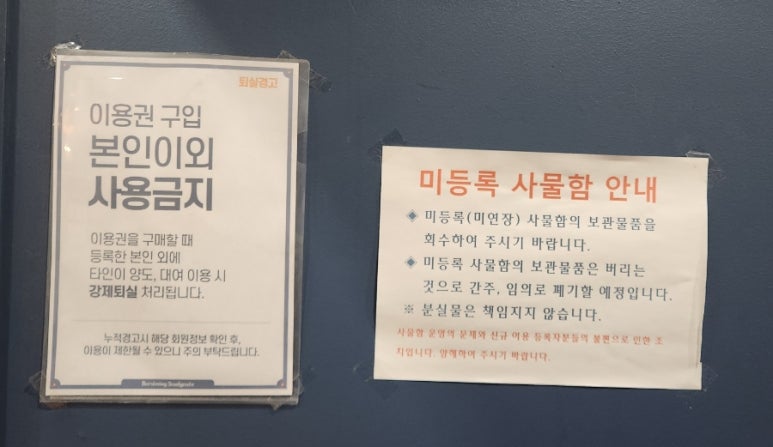 퇴실경고
이용권 구입
본인이외
사용금지
이용권을 구매할 때
등록한 본인 외에
타인이 양도, 대여 이용 시
강제퇴실 처리됩니다.
누적경고시 해당 회원정보 확인 후,
이용이 제한될 수 있으니 주의 부탁드립니다.
미등록 사물함 안내
◈ 미등록(미연장) 사물함의 보관물품을
회수하여 주시기 바랍니다.
◈ 미등록 사물함의 보관물품은 버리는
것으로 간주, 임의로 폐기할 예정입니다.
※ 분실물은 책임지지 않습니다.
사물함 운영의 문제와 신규 이용 등록자분들의 불편으로 인한 조
치입니다. 양해하여 주시기 바랍니다.